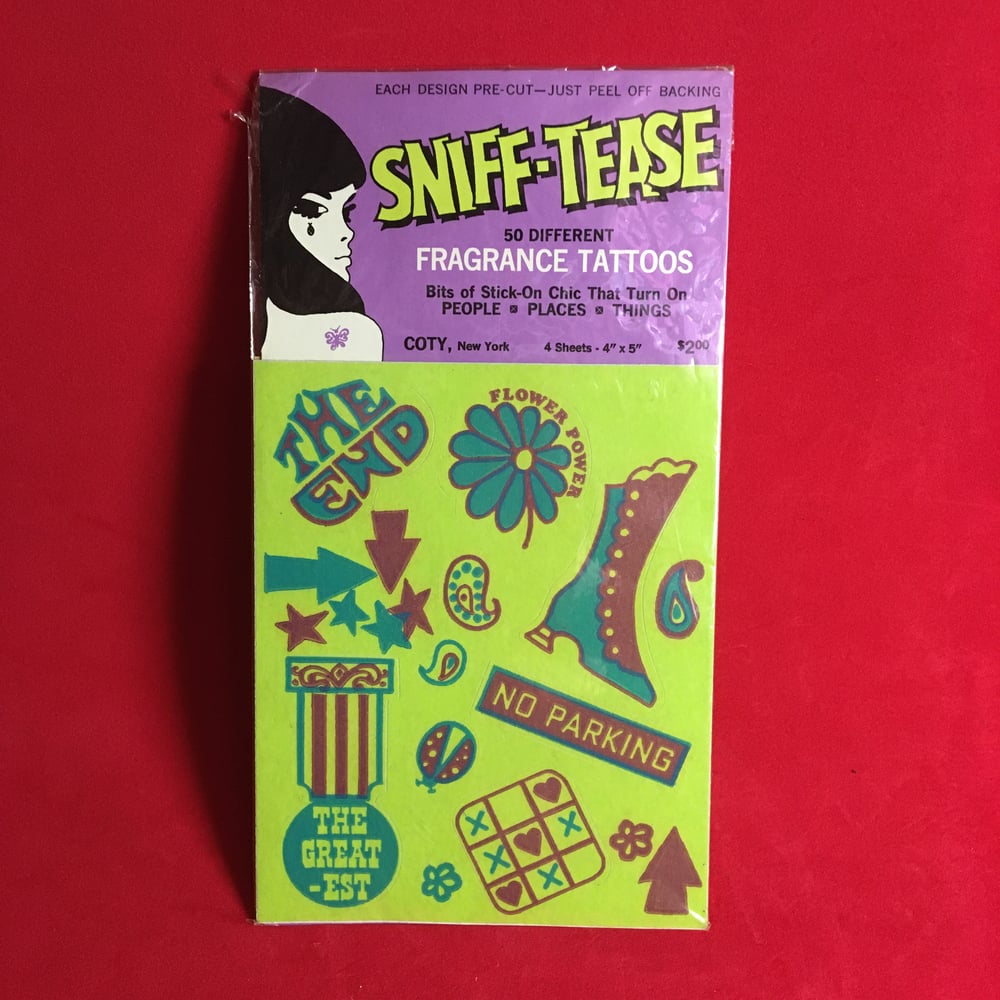 EACH DESIGN PRE-CUT—JUST PEEL OFF BACKING
SNIFF-TEASE
50 DIFFERENT
FRAGRANCE TATTOOS
Bits of Stick-On Chic That Turn On
PEOPLE PLACES THINGS
COTY, New York 4 Sheets - 4" x 5" $2.00
THE
END
FLOWER POWER
NO PARKING
X
X
X
X
THE
GREAT
-EST